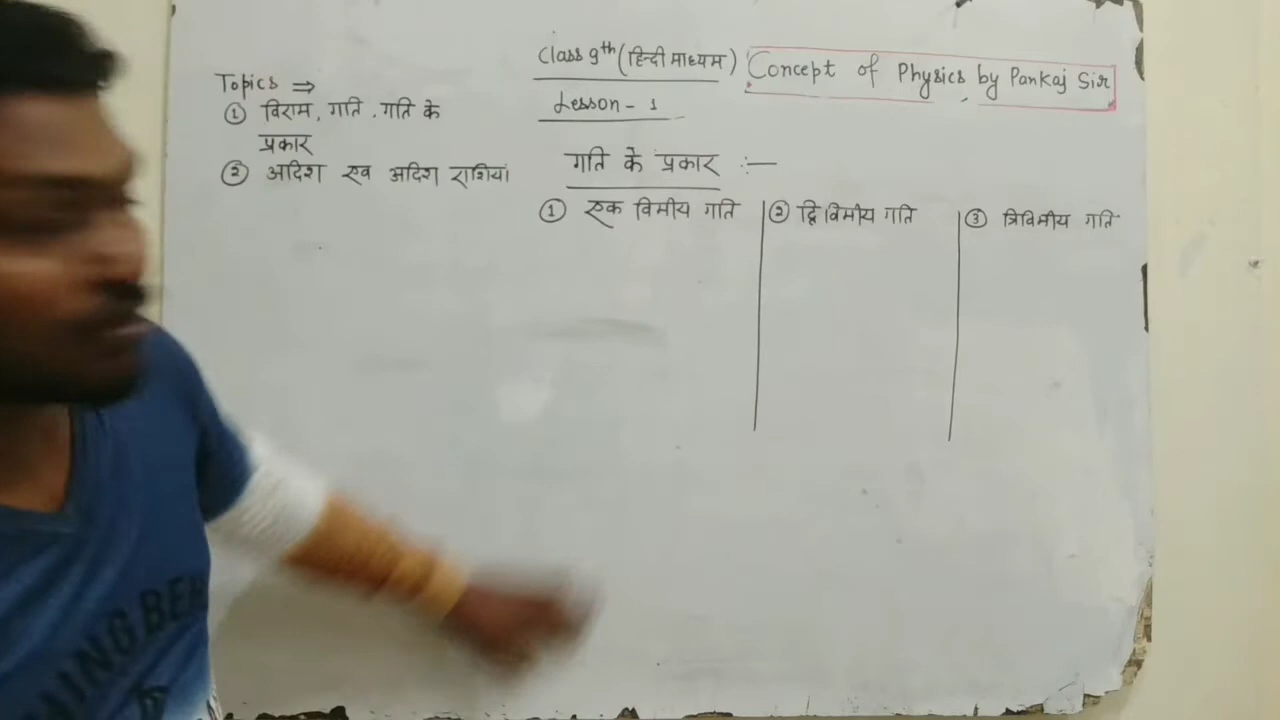 Class 9th (हिन्दी माध्यम)
Concept of Physics by Pankaj Sir
Lesson - 1
Topics ⇒
① विराम, गति, गति के
प्रकार
② अदिश एव अदिश राशियां
गति के प्रकार :—
① एक विमीय गति
② द्विविमीय गति
③ त्रिविमीय गति